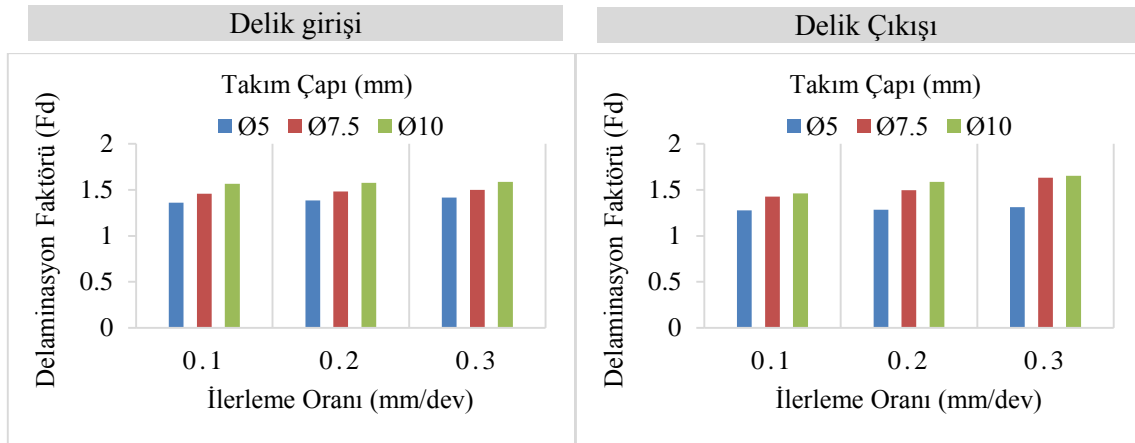 Delik girişi
Takım Çapı (mm)
Ø5 Ø7.5 Ø10
Delaminasyon Faktörü (Fd)
2
1.5
1
0.5
0
0.1 0.2 0.3
İlerleme Oranı (mm/dev)
Delik Çıkışı
Takım Çapı (mm)
Ø5 Ø7.5 Ø10
Delaminasyon Faktörü (Fd)
2
1.5
1
0.5
0
0.1 0.2 0.3
İlerleme Oranı (mm/dev)